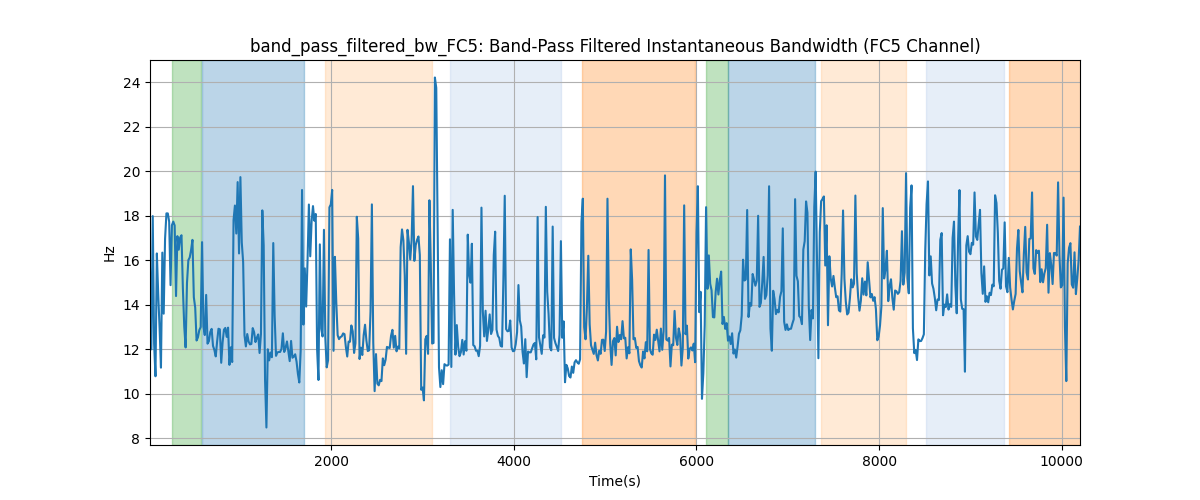 band_pass_filtered_bw_FC5: Band-Pass Filtered Instantaneous Bandwidth (FC5 Channel)
24
22
20
18
16
14
12
10
8
Hz
2000 4000 6000 8000 10000
Time(s)